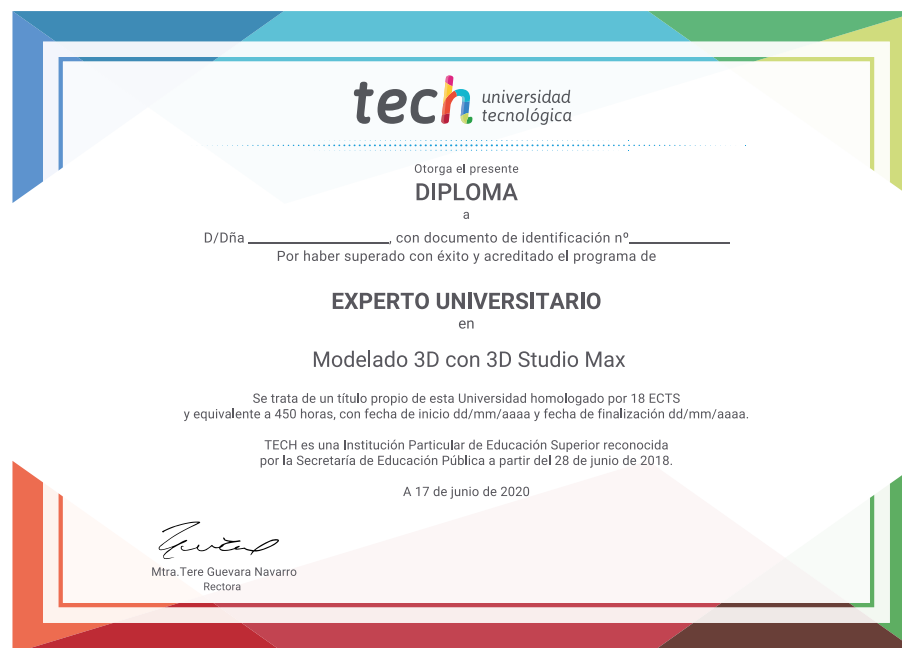 tech universidad
tecnológica
Otorga el presente
DIPLOMA
a
D/Dña ____________________, con documento de identificación nº______________
Por haber superado con éxito y acreditado el programa de
EXPERTO UNIVERSITARIO
en
Modelado 3D con 3D Studio Max
Se trata de un título propio de esta Universidad homologado por 18 ECTS
y equivalente a 450 horas, con fecha de inicio dd/mm/aaaa y fecha de finalización dd/mm/aaaa.
TECH es una Institución Particular de Educación Superior reconocida
por la Secretaría de Educación Pública a partir del 28 de junio de 2018.
A 17 de junio de 2020
Mtra.Tere Guevara Navarro
Rectora